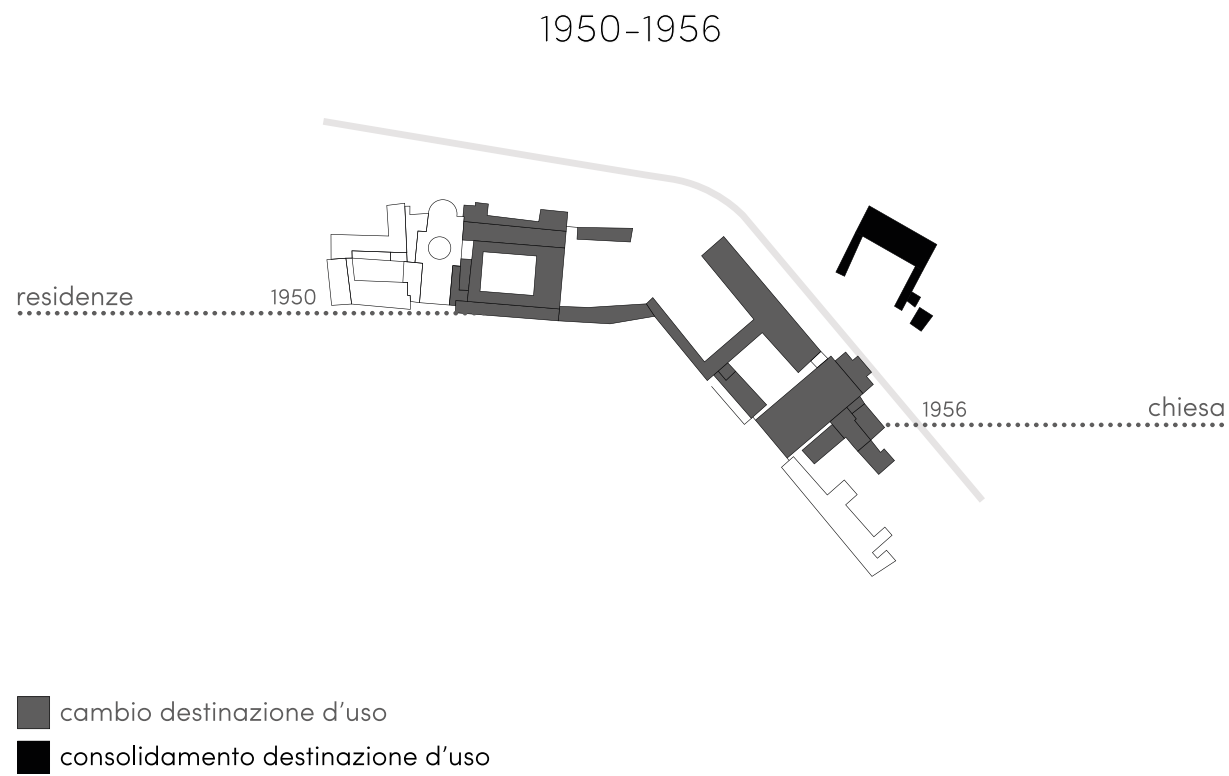 1950-1956
residenze
1950
1956
chiesa
cambio destinazione d'uso
consolidamento destinazione d'uso